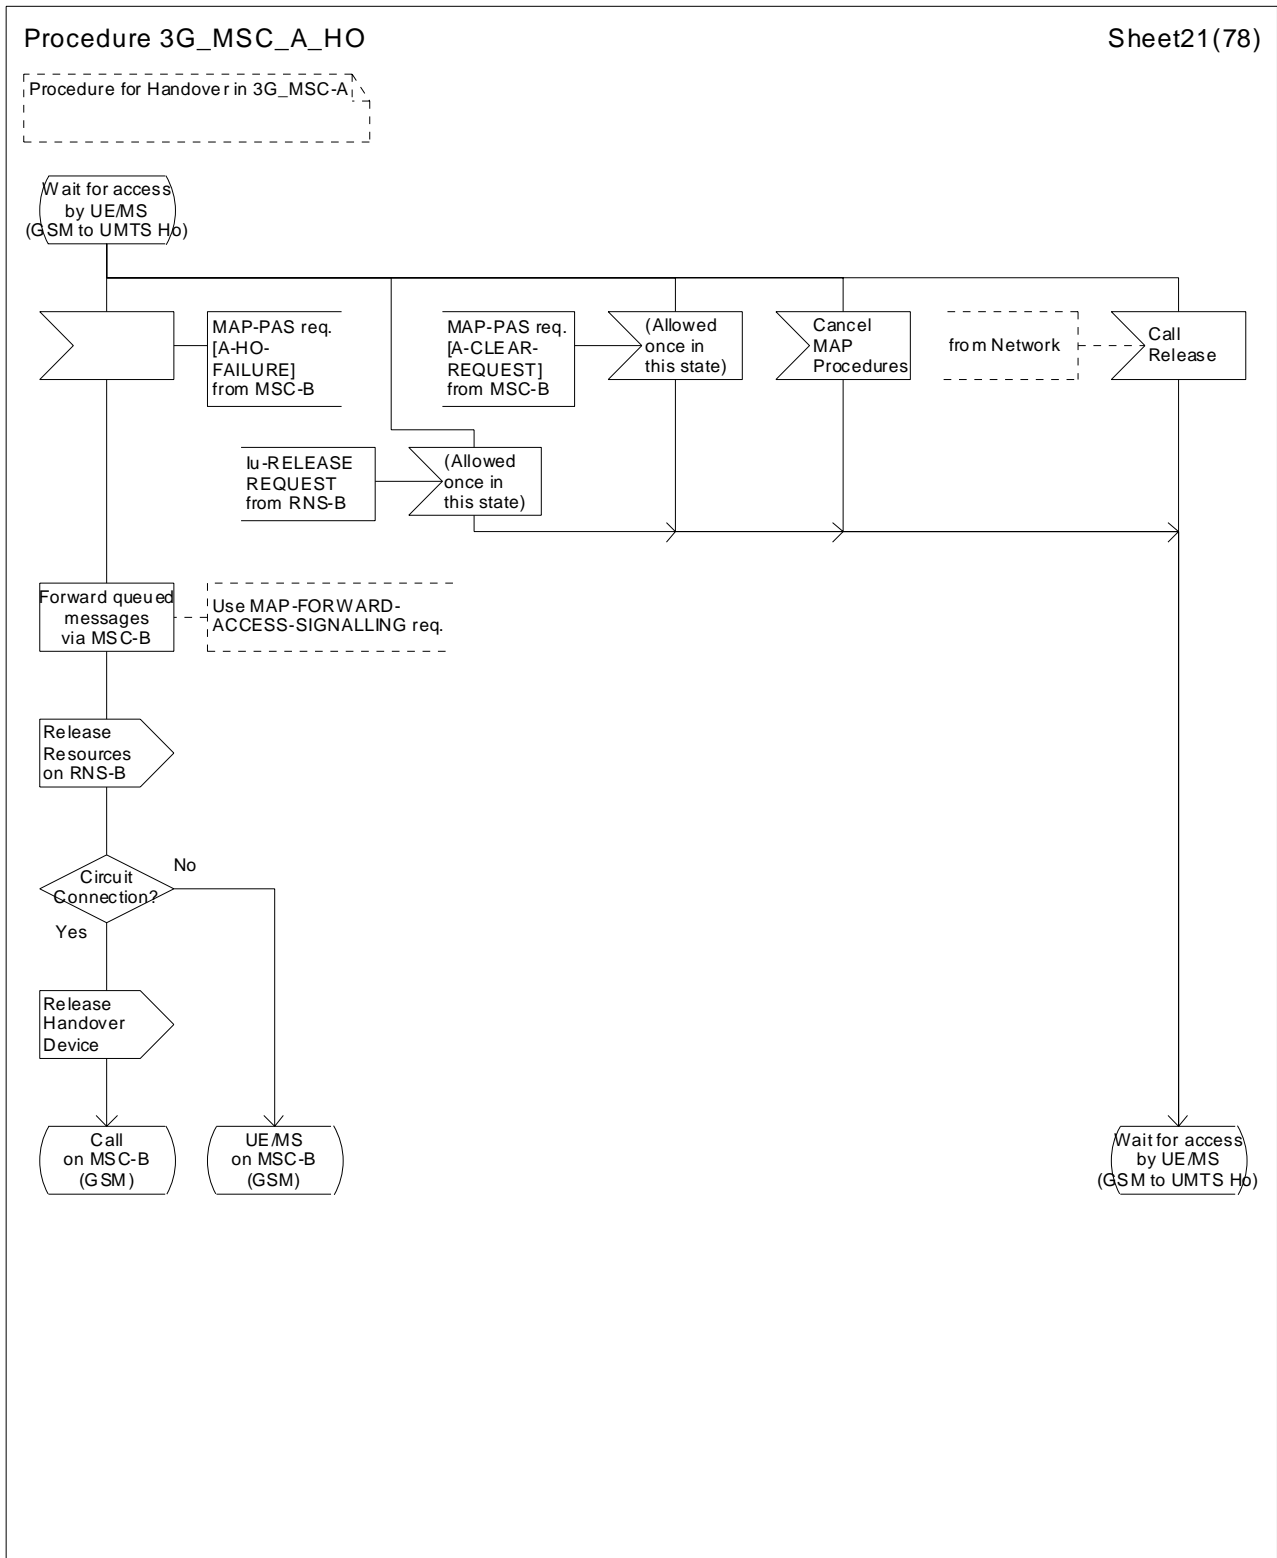 Procedure 3G_MSC_A_HO
Sheet21(78)
Procedure for Handover in 3G_MSC-A
Wait for access
by UE/MS
(GSM to UMTS Ho)
MAP-PAS req.
[A-HO-
FAILURE]
from MSC-B
MAP-PAS req.
[A-CLEAR-
REQUEST]
from MSC-B
(Allowed
once in
this state)
Cancel
MAP
Procedures
from Network
Call
Release
Iu-RELEASE
REQUEST
from RNS-B
(Allowed
once in
this state)
Forward queued
messages
via MSC-B
Use MAP-FORWARD-
ACCESS-SIGNALLING req.
Release
Resources
on RNS-B
Circuit
Connection?
No
Yes
Release
Handover
Device
Call
on MSC-B
(GSM)
UE/MS
on MSC-B
(GSM)
Wait for access
by UE/MS
(GSM to UMTS Ho)